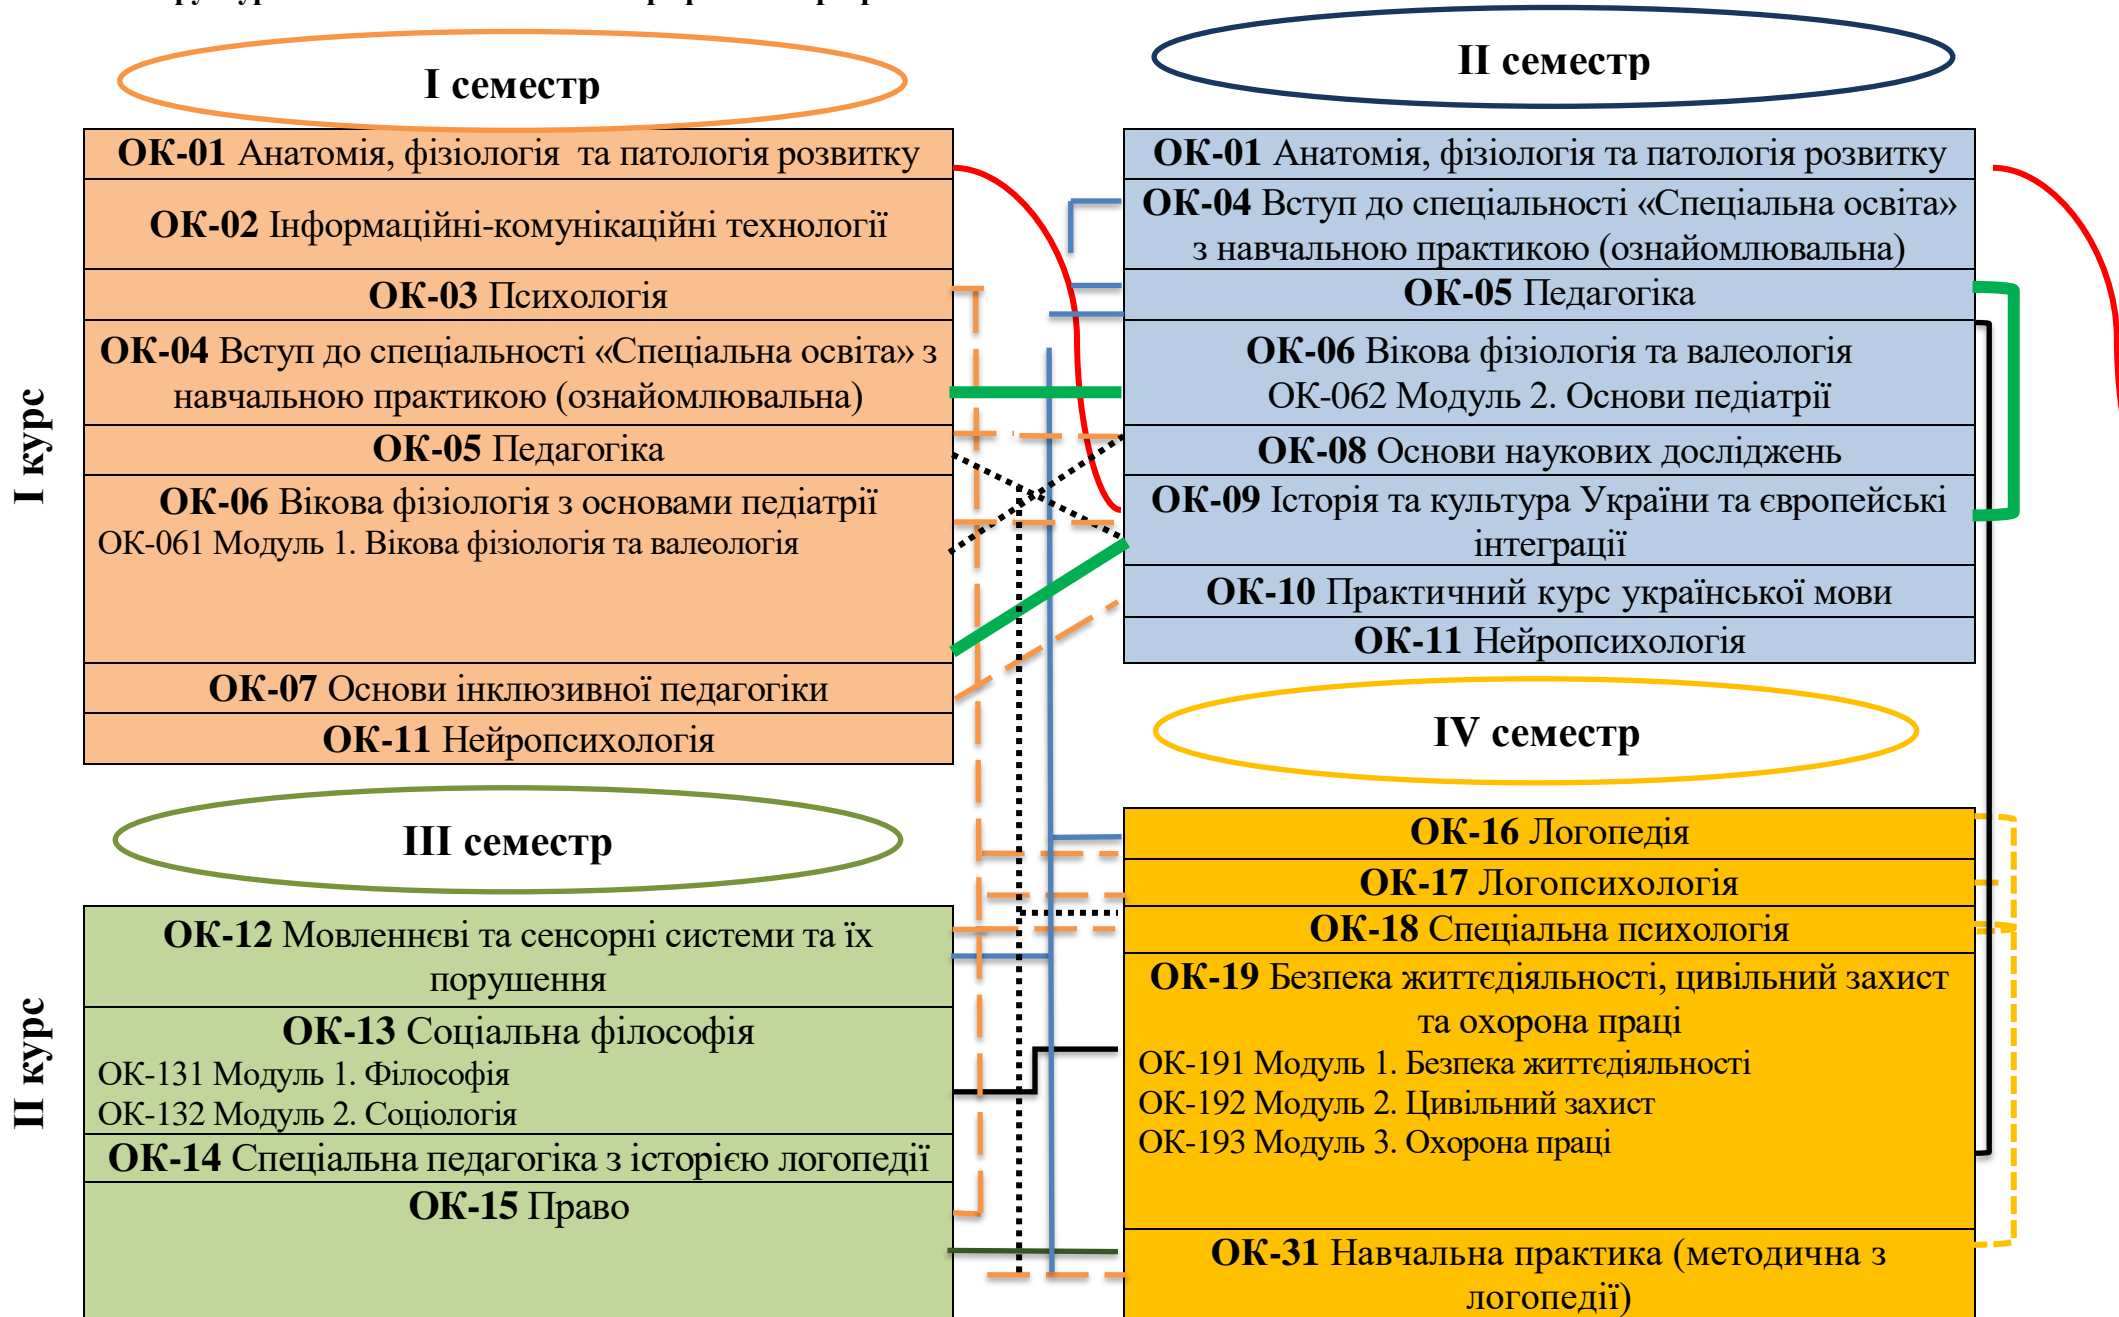 I семестр
II семестр
I курс
ОК-01 Анатомія, фізіологія та патологія розвитку
ОК-02 Інформаційні-комунікаційні технології
ОК-03 Психологія
ОК-04 Вступ до спеціальності «Спеціальна освіта» з
навчальною практикою (ознайомлювальна)
ОК-05 Педагогіка
ОК-06 Вікова фізіологія з основами педіатрії
ОК-061 Модуль 1. Вікова фізіологія та валеологія
ОК-07 Основи інклюзивної педагогіки
ОК-11 Нейропсихологія
ОК-01 Анатомія, фізіологія та патологія розвитку
ОК-04 Вступ до спеціальності «Спеціальна освіта»
з навчальною практикою (ознайомлювальна)
ОК-05 Педагогіка
ОК-06 Вікова фізіологія та валеологія
ОК-062 Модуль 2. Основи педіатрії
ОК-08 Основи наукових досліджень
ОК-09 Історія та культура України та європейські
інтеграції
ОК-10 Практичний курс української мови
ОК-11 Нейропсихологія
III семестр
IV семестр
II курс
ОК-12 Мовленнєві та сенсорні системи та їх
порушення
ОК-13 Соціальна філософія
ОК-131 Модуль 1. Філософія
ОК-132 Модуль 2. Соціологія
ОК-14 Спеціальна педагогіка з історією логопедії
ОК-15 Право
ОК-16 Логопедія
ОК-17 Логопсихологія
ОК-18 Спеціальна психологія
ОК-19 Безпека життєдіяльності, цивільний захист
та охорона праці
ОК-191 Модуль 1. Безпека життєдіяльності
ОК-192 Модуль 2. Цивільний захист
ОК-193 Модуль 3. Охорона праці
ОК-31 Навчальна практика (методична з
логопедії)